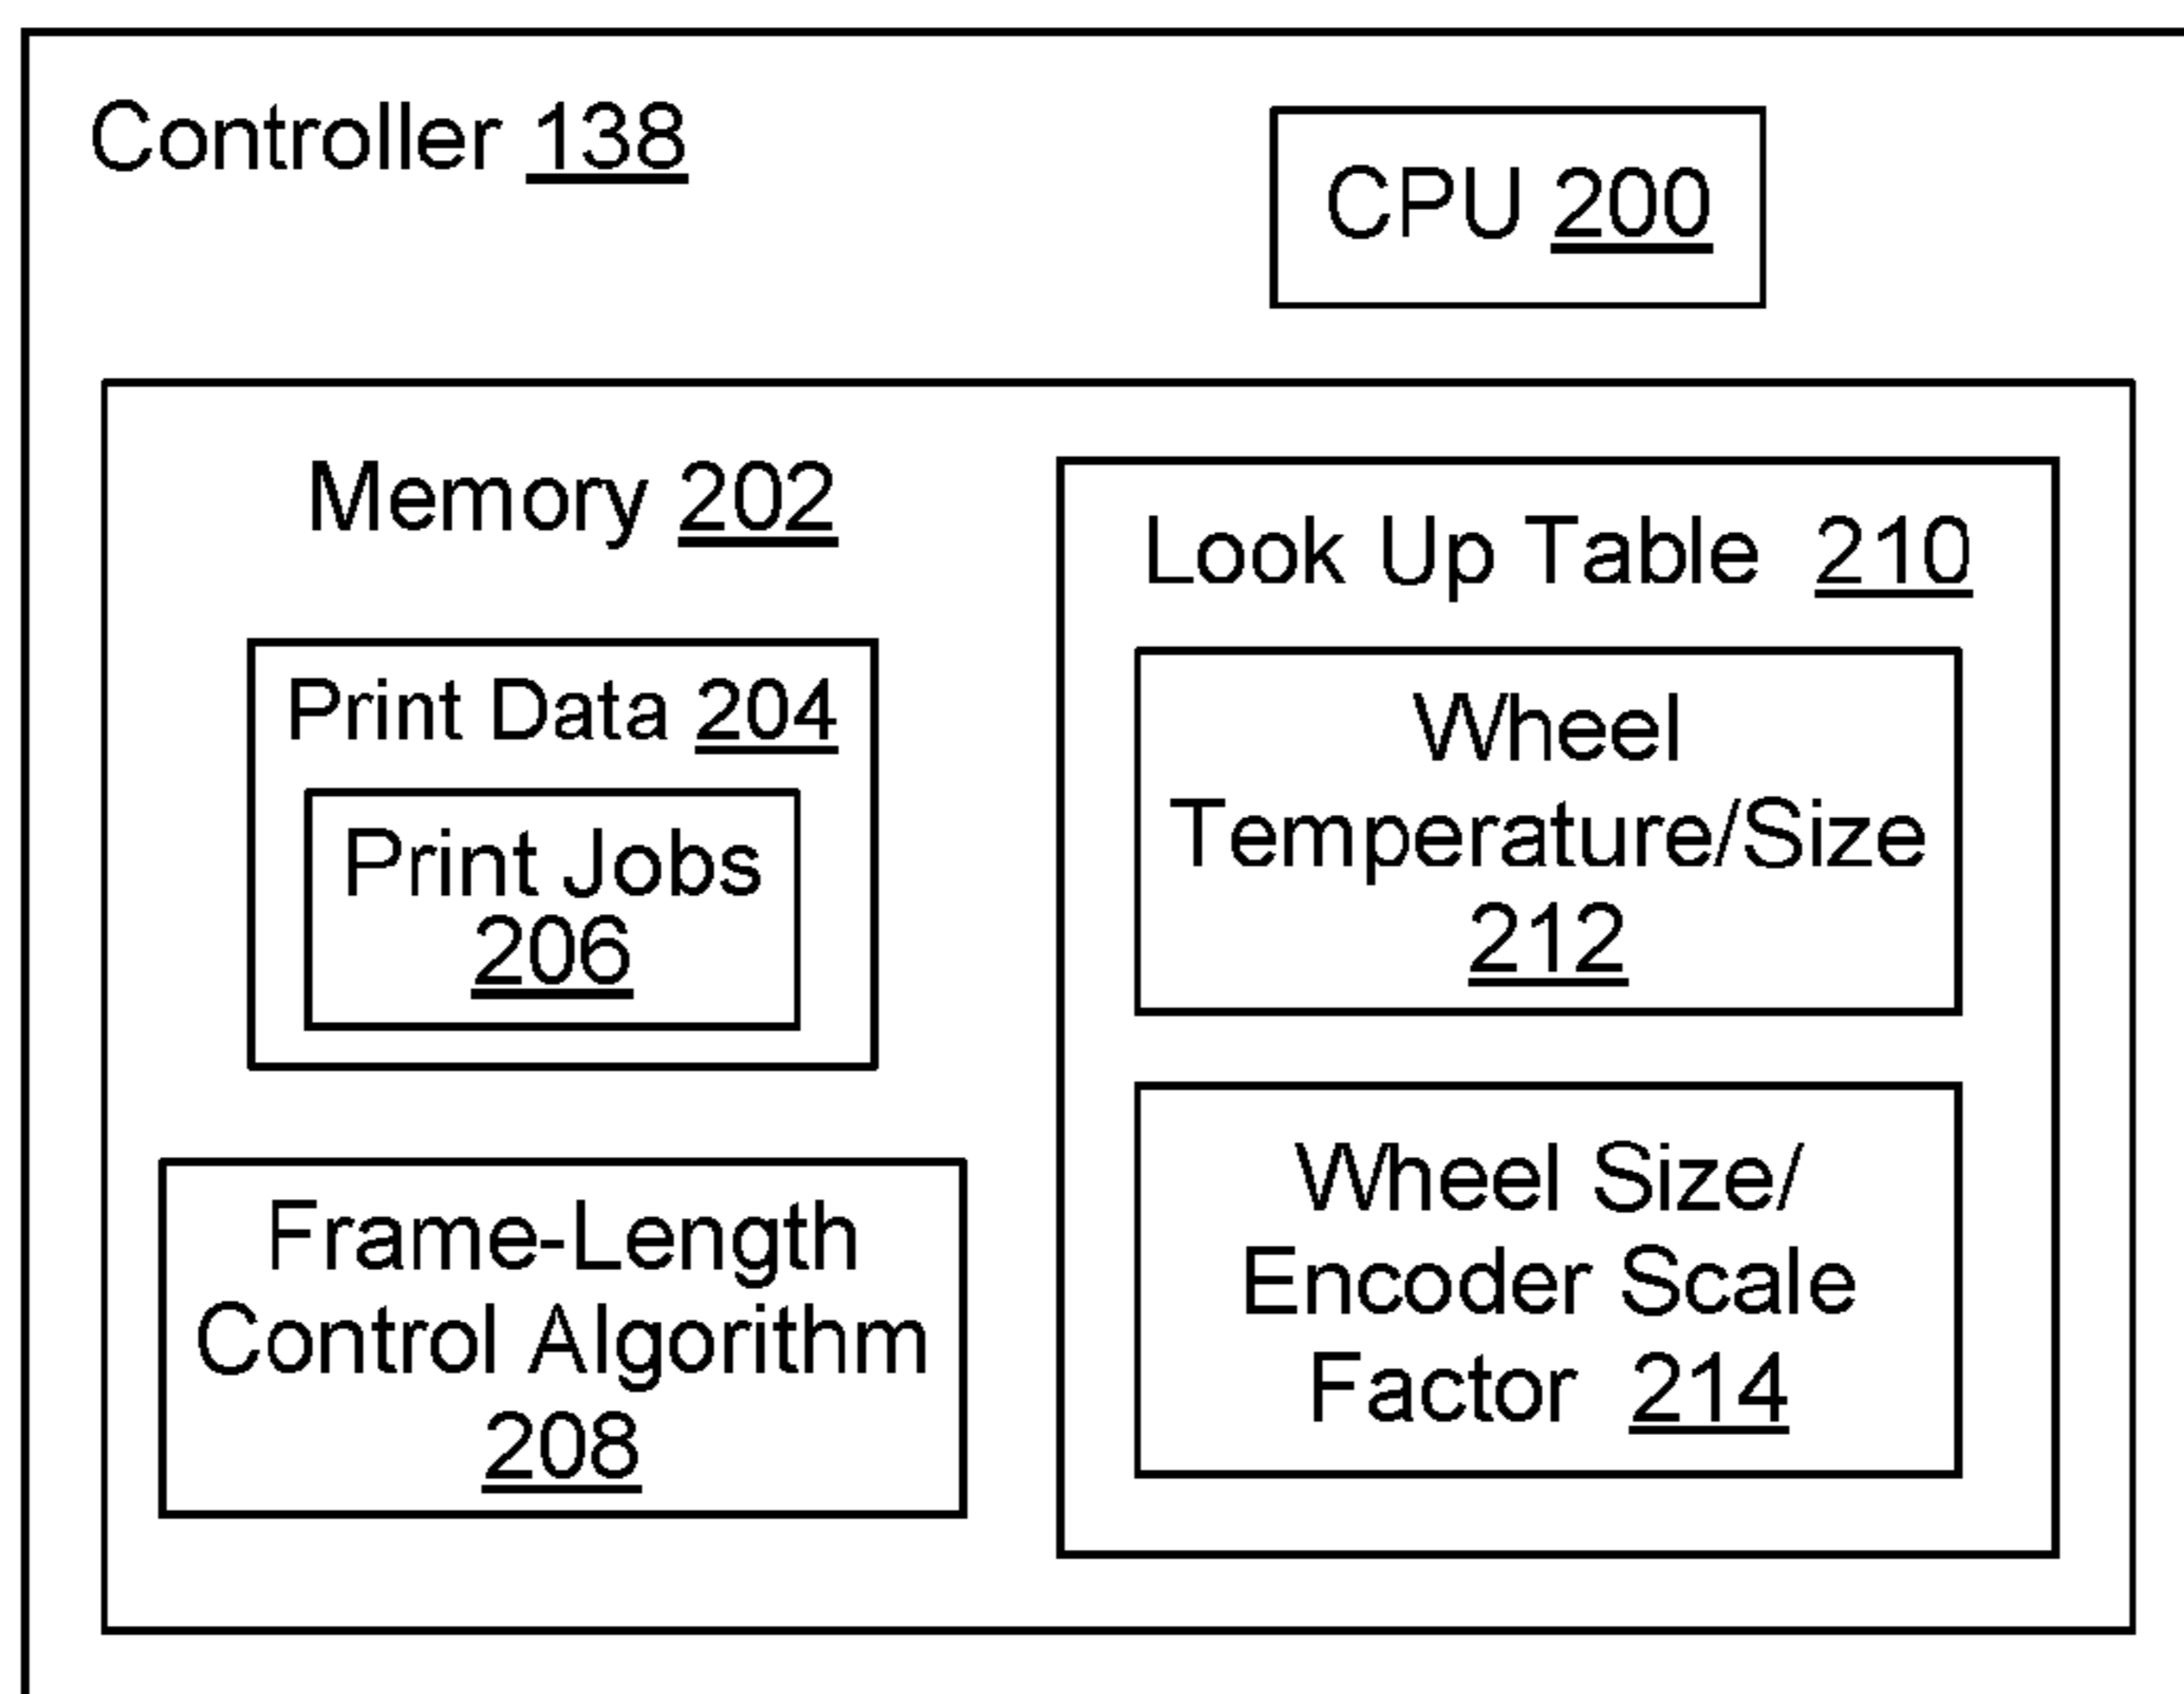 Controller 138
CPU 200
Memory 202
Print Data 204
Print Jobs
206
Frame-Length
Control Algorithm
208
Look Up Table 210
Wheel
Temperature/Size
212
Wheel Size/
Encoder Scale
Factor 214